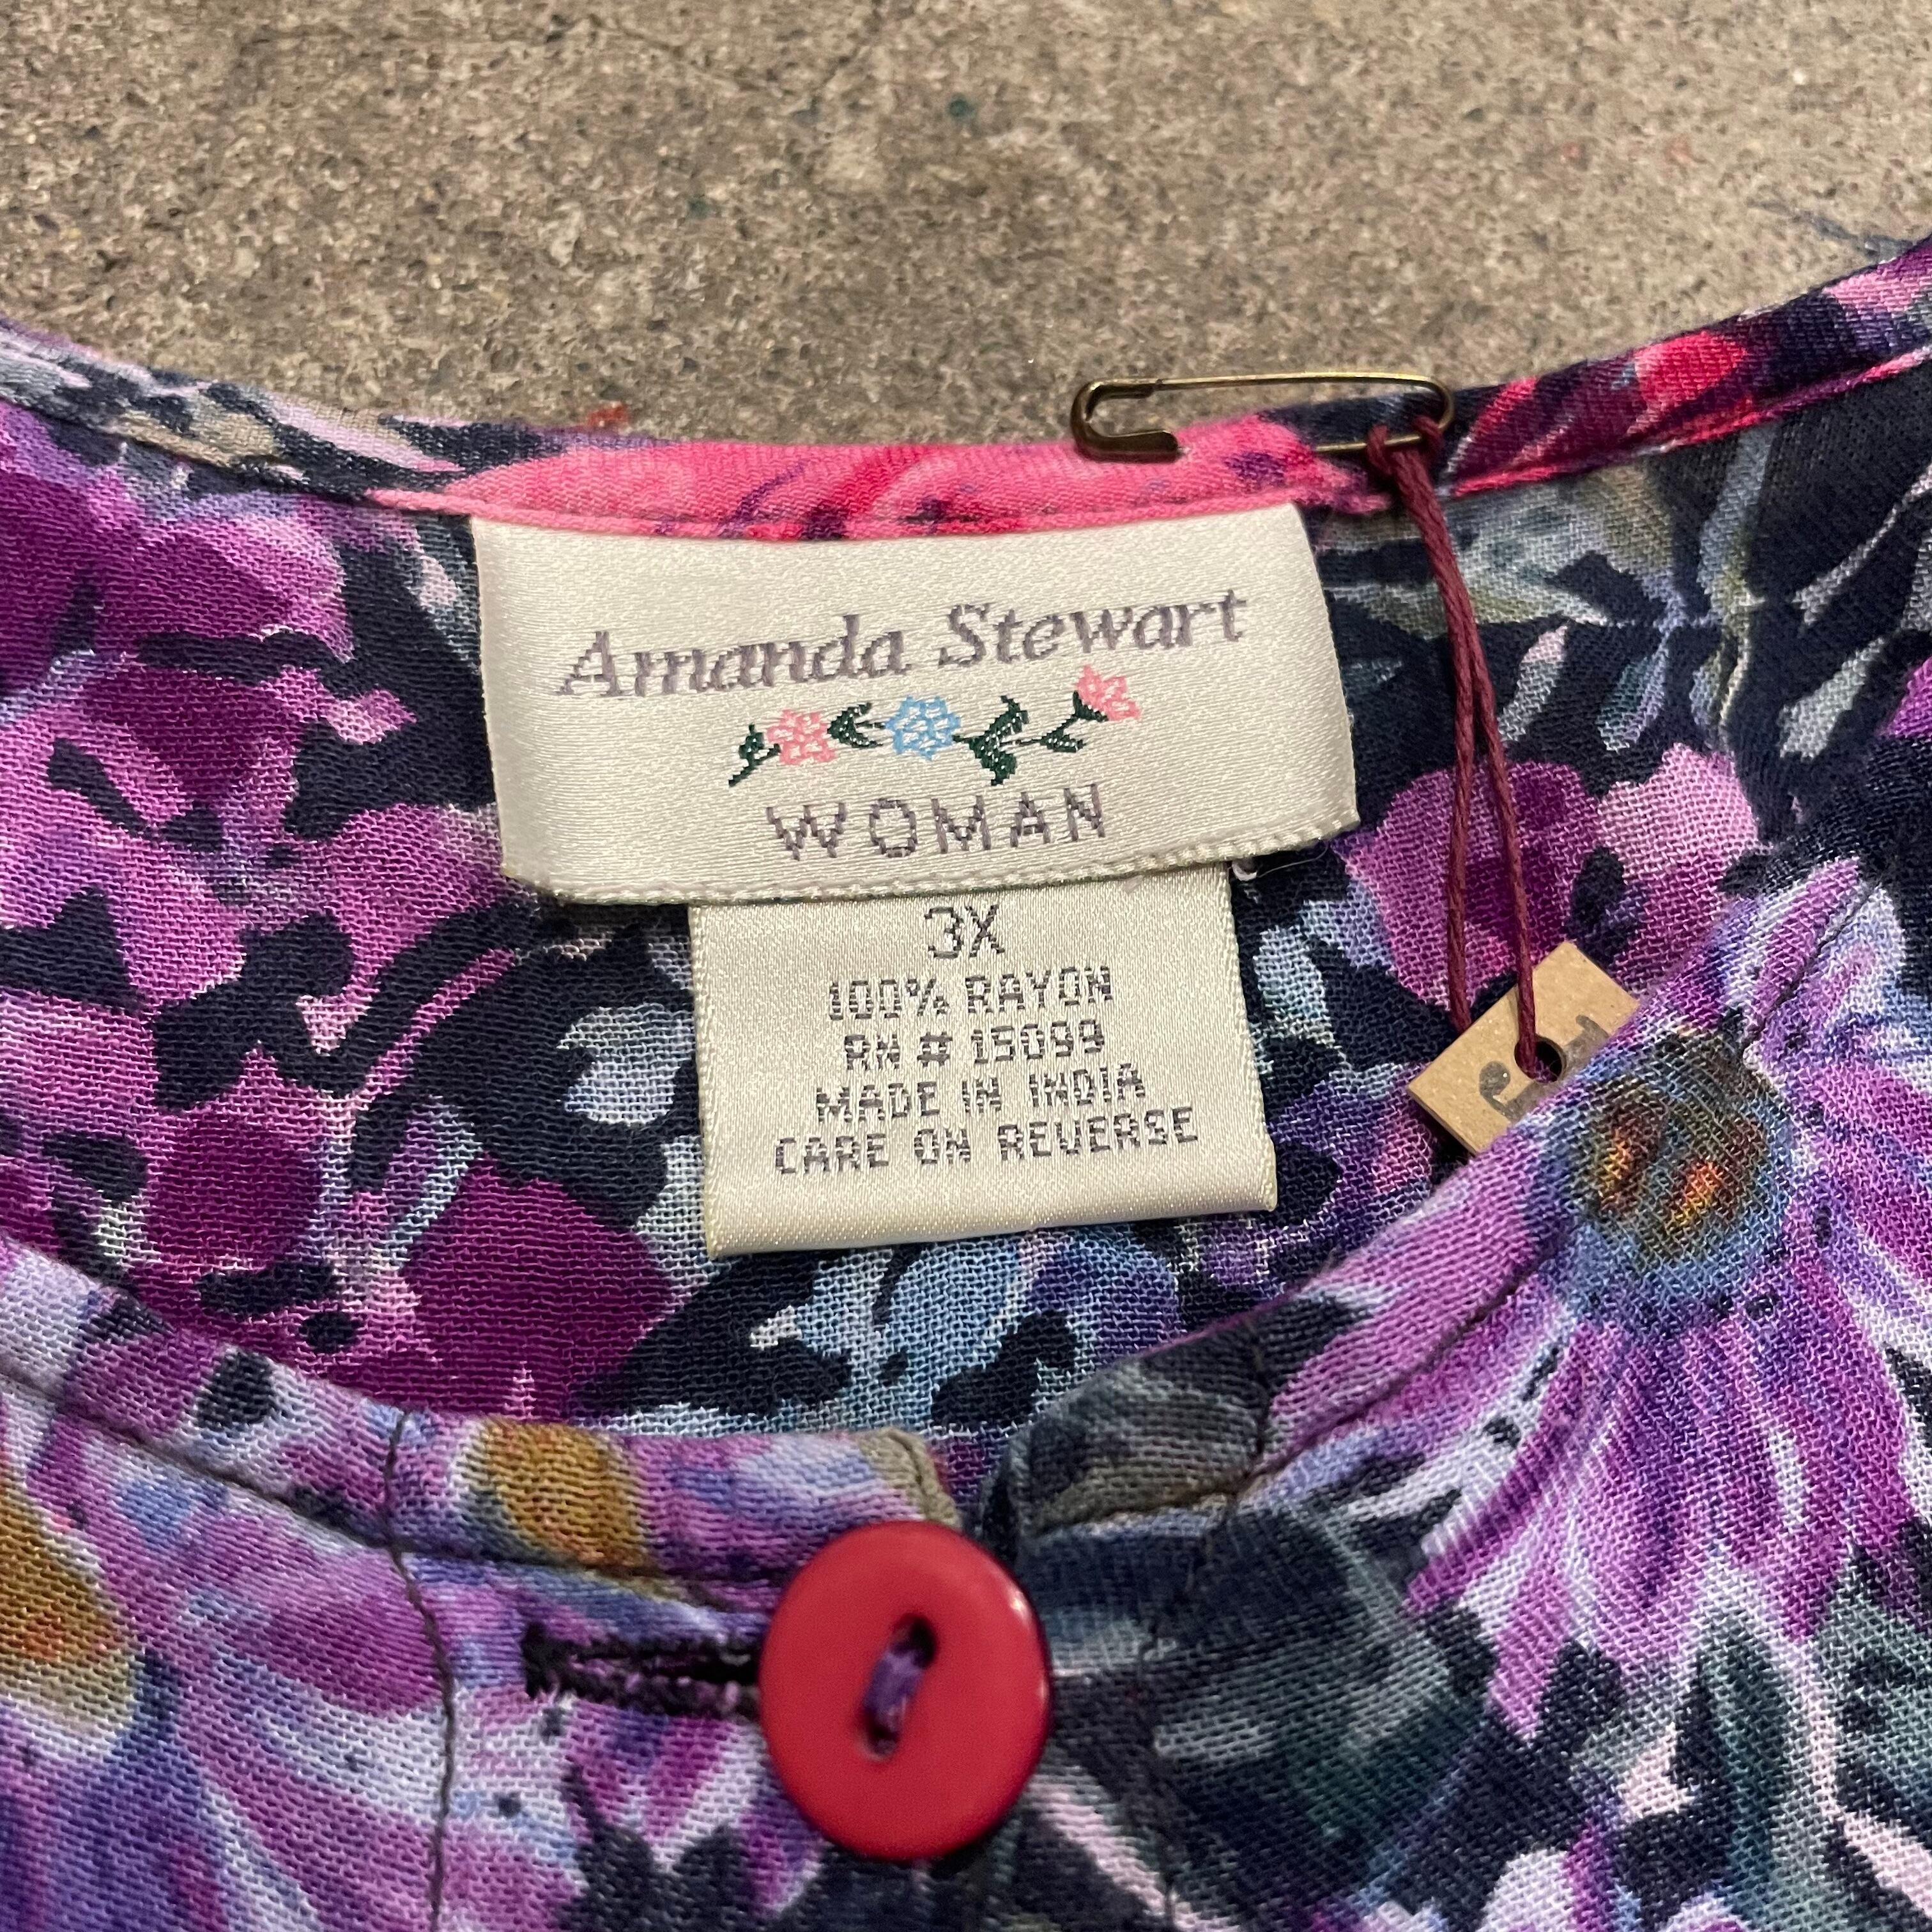 Amanda Stewart
WOMAN
3X
100% RAYON
RN # 15099
MADE IN INDIA
CARE ON REVERSE